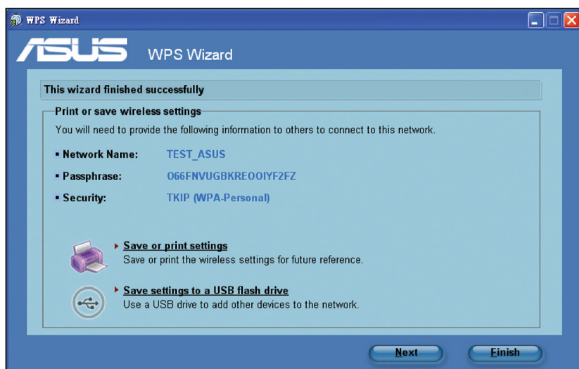 WPS Wizard
ASUS WPS Wizard
This wizard finished successfully
Print or save wireless settings
You will need to provide the following information to others to connect to this network.
Network Name: TEST_ASUS
Passphrase: O66FNVUGBKREOOIYF2FZ
Security: TKIP (WPA-Personal)
Save or print settings
Save or print the wireless settings for future reference.
Save settings to a USB flash drive
Use a USB drive to add other devices to the network.
Next Finish